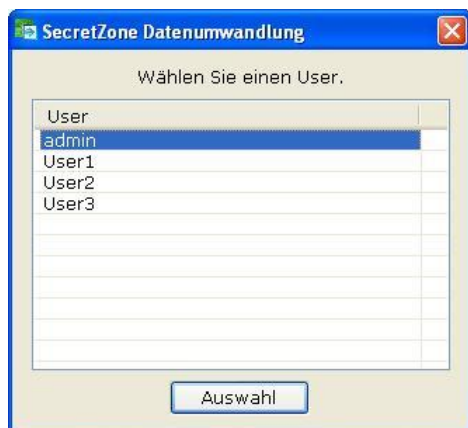 SecretZone Datenumwandlung
Wählen Sie einen User.
User
admin
User1
User2
User3
Auswahl